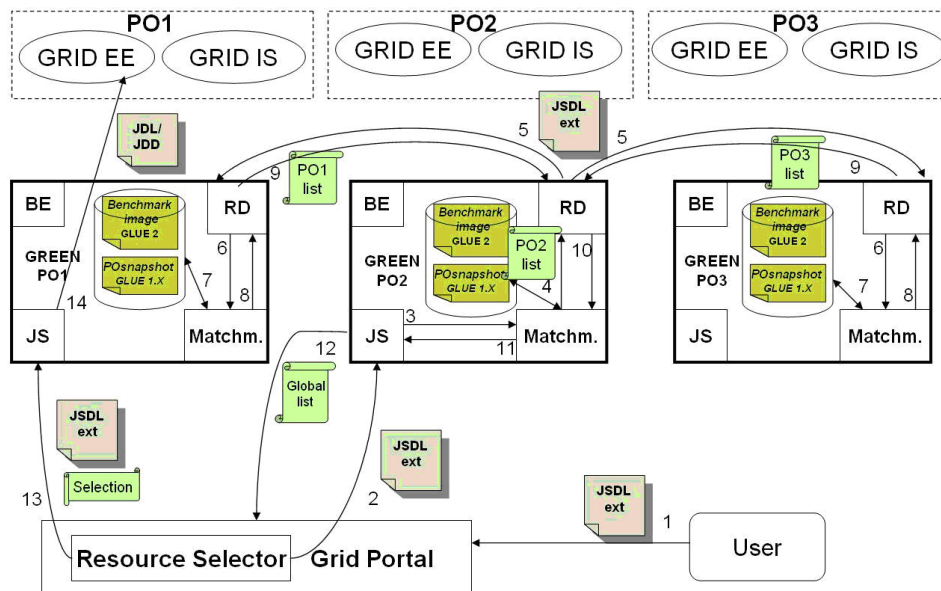 PO1
PO2
PO3
GRID EE
GRID IS
GRID EE
GRID IS
GRID EE
GRID IS
JDL/
JDD
JSDL
ext
5
5
9
PO1
list
PO3
list
9
BE
Benchmark
image
GLUE 2
RD
6
GREEN
PO1
POsnapshot
GLUE 1.X
7
8
14
JS
Matchm.
BE
Benchmark
image
GLUE 2
RD
PO2
list
10
GREEN
PO2
POsnapshot
GLUE 1.X
4
3
JS
11
Matchm.
BE
Benchmark
image
GLUE 2
RD
6
GREEN
PO3
POsnapshot
GLUE 1.X
7
8
JS
Matchm.
12
Global
list
JSDL
ext
Selection
13
JSDL
ext
2
JSDL
ext
1
Resource Selector
Grid Portal
User